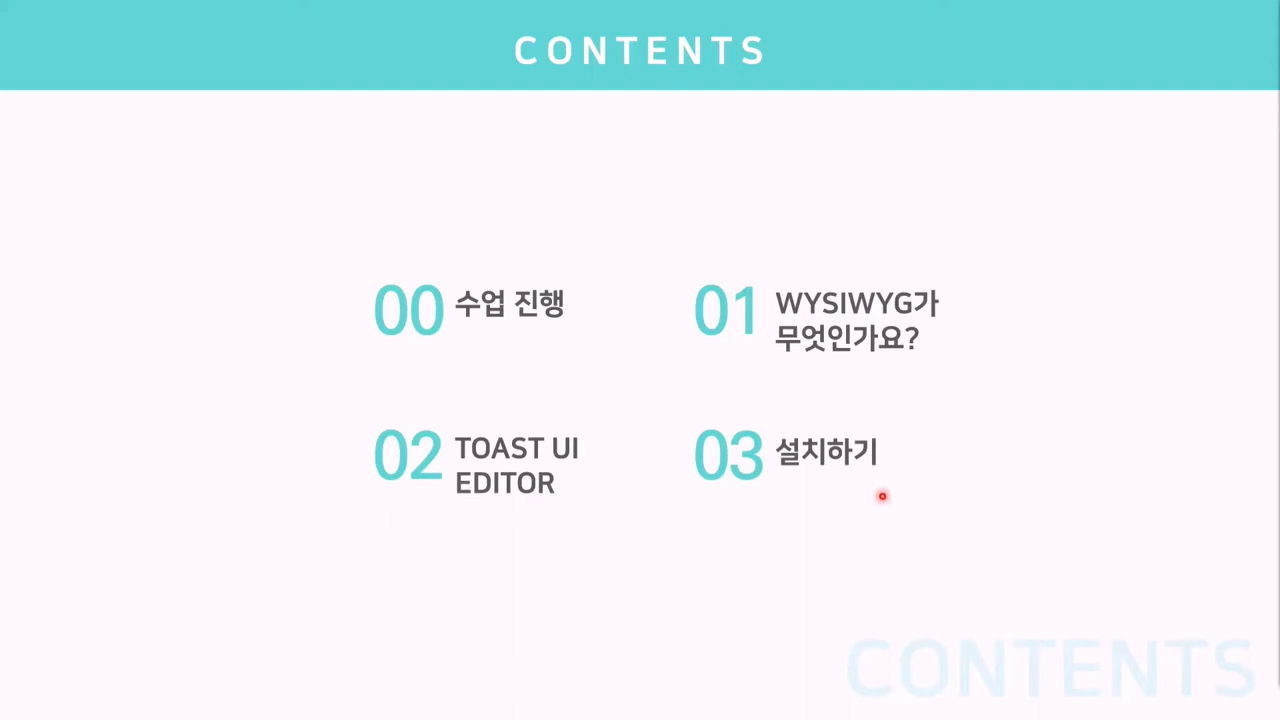 CONTENTS
00 수업 진행
01 WYSIWYG가
무엇인가요?
02 TOAST UI
EDITOR
03 설치하기
CONTENTS